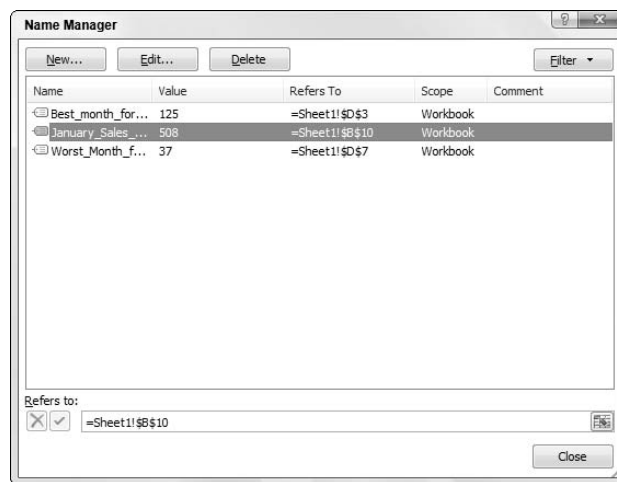 Name Manager
New... Edit... Delete Filter
Name Value Refers To Scope Comment
Best_month_for... 125 =Sheet1!$D$3 Workbook
January_Sales_... 508 =Sheet1!$B$10 Workbook
Worst_Month_f... 37 =Sheet1!$D$7 Workbook
Refers to:
=Sheet1!$B$10
Close